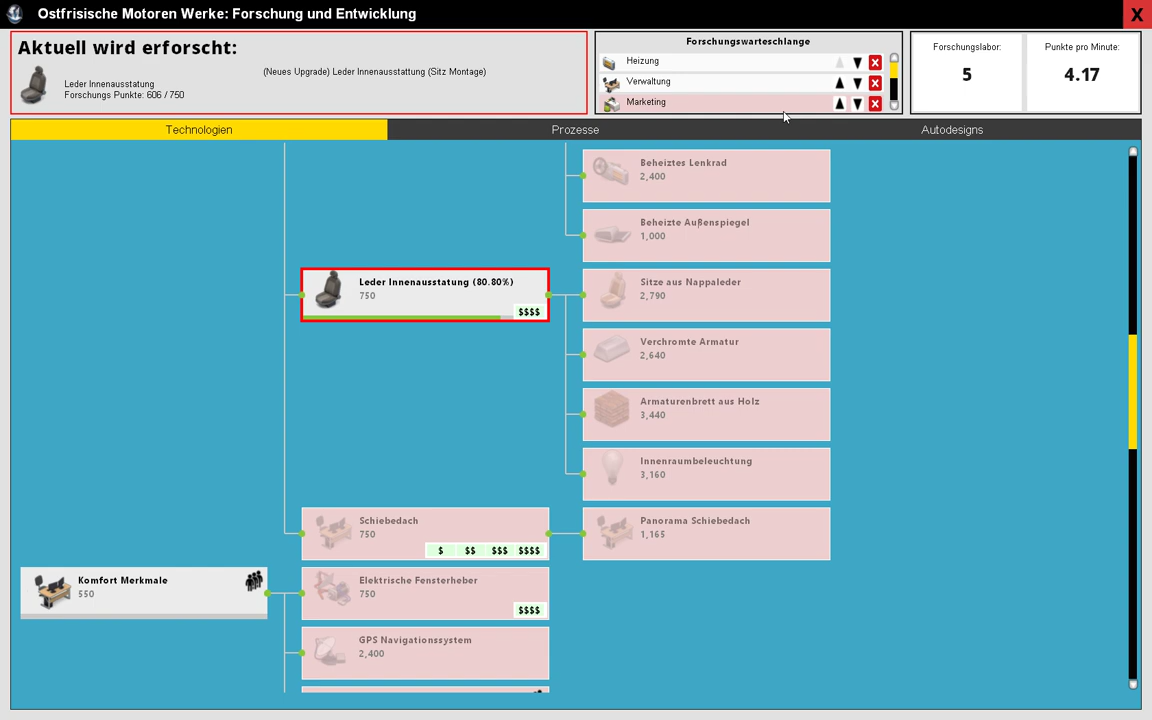 Ostfrisische Motoren Werke: Forschung und Entwicklung
X
Aktuell wird erforscht:
(Neues Upgrade) Leder Innenausstattung (Sitz Montage)
Leder Innenausstatung
Forschungs Punkte: 606 / 750
Forschungswarteschlange
Heizung
Verwaltung
Marketing
Forschungslabor:
5
Punkte pro Minute:
4.17
Technologien
Prozesse
Autodesigns
Beheiztes Lenkrad
2,400
Beheizte Außenspiegel
1,000
Leder Innenausstatung (80.80%)
750
$$$$
Sitze aus Nappaleder
2,790
Verchromte Armatur
2,640
Armaturenbrett aus Holz
3,440
Innenraumbeleuchtung
3,160
Schiebedach
750
$ $$ $$$ $$$$
Panorama Schiebedach
1,165
Komfort Merkmale
550
Elektrische Fensterheber
750
$$$$
GPS Navigationssystem
2,400